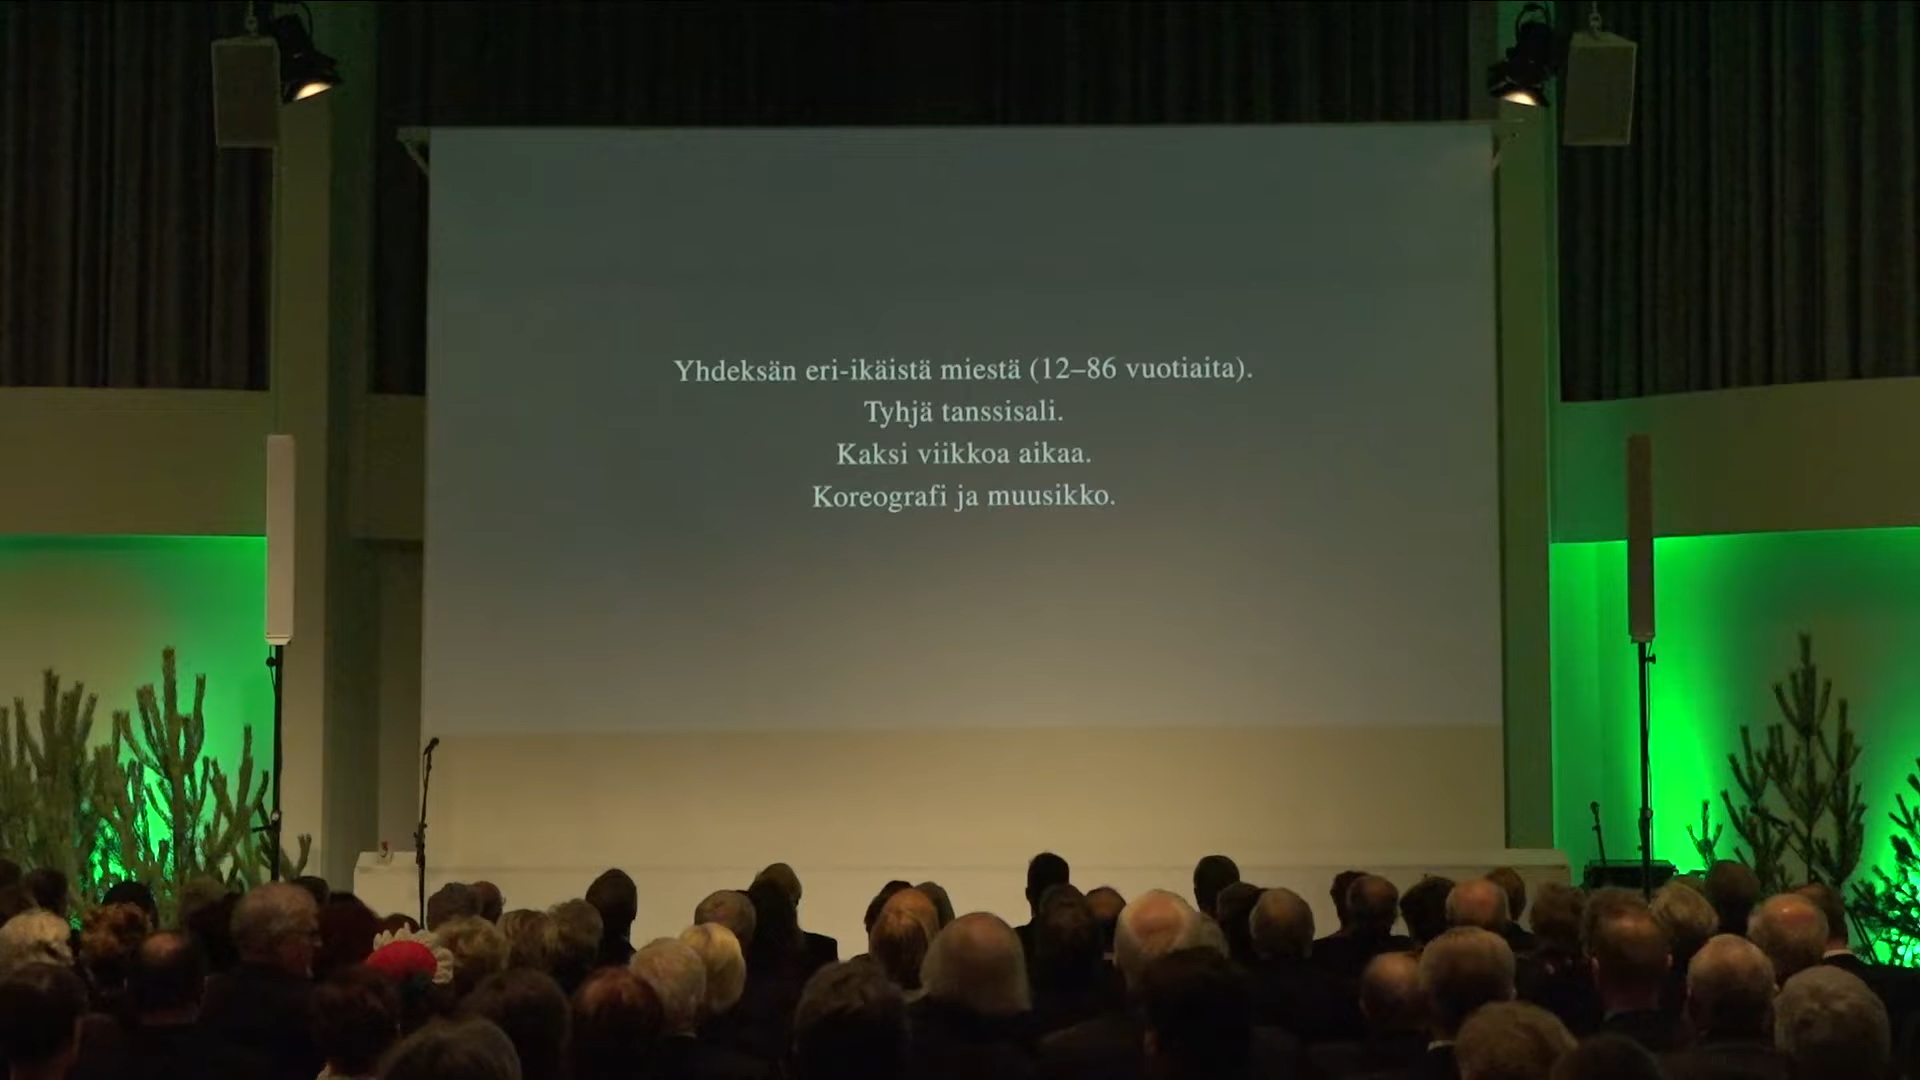 Yhdeksän eri-ikäistä miestä (12–86 vuotiaita).
Tyhjä tanssisali.
Kaksi viikkoa aikaa.
Koreografi ja muusikko.